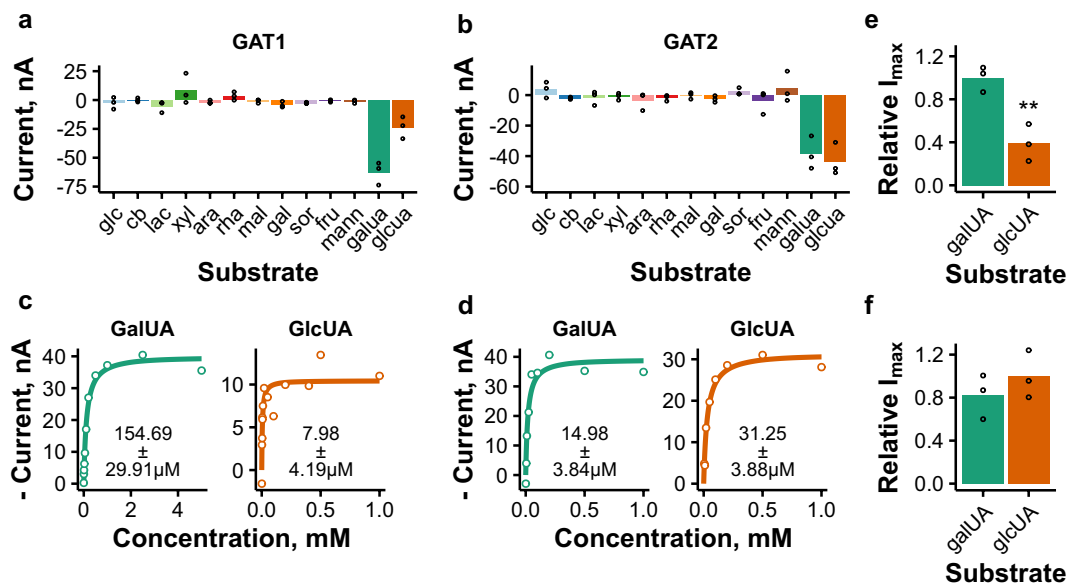 a
GAT1
Current, nA
25
0
-25
-50
-75
glc
cb
lac
xyl
ara
rha
mal
gal
sor
fru
mann
galua
glcua
Substrate
b
GAT2
Current, nA
20
0
-20
-40
-60
glc
cb
lac
xyl
ara
rha
mal
gal
sor
fru
mann
galua
glcua
Substrate
e
Relative Imax
1.2
0.8
0.4
0.0
**
galUA
glcUA
Substrate
c
- Current, nA
GalUA
40
30
20
10
0
154.69
±
29.91µM
0
2
4
GlcUA
10
5
0
7.98
±
4.19µM
0.0
0.5
1.0
Concentration, mM
d
- Current, nA
GalUA
40
30
20
10
0
14.98
±
3.84µM
0.0
0.5
1.0
GlcUA
30
20
10
0
31.25
±
3.88µM
0.0
0.5
1.0
Concentration, mM
f
Relative Imax
1.2
0.8
0.4
0.0
galUA
glcUA
Substrate